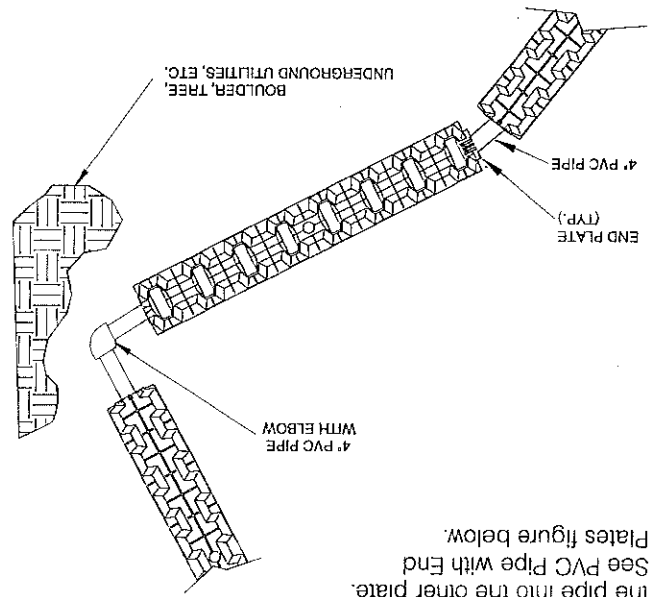 the pipe into the other plate.
See PVC Pipe with End
Plates figure below.
4" PVC PIPE
WITH ELBOW
END PLATE
(TYP.)
4" PVC PIPE
BOULDER, TREE,
UNDERGROUND UTILITIES, ETC.